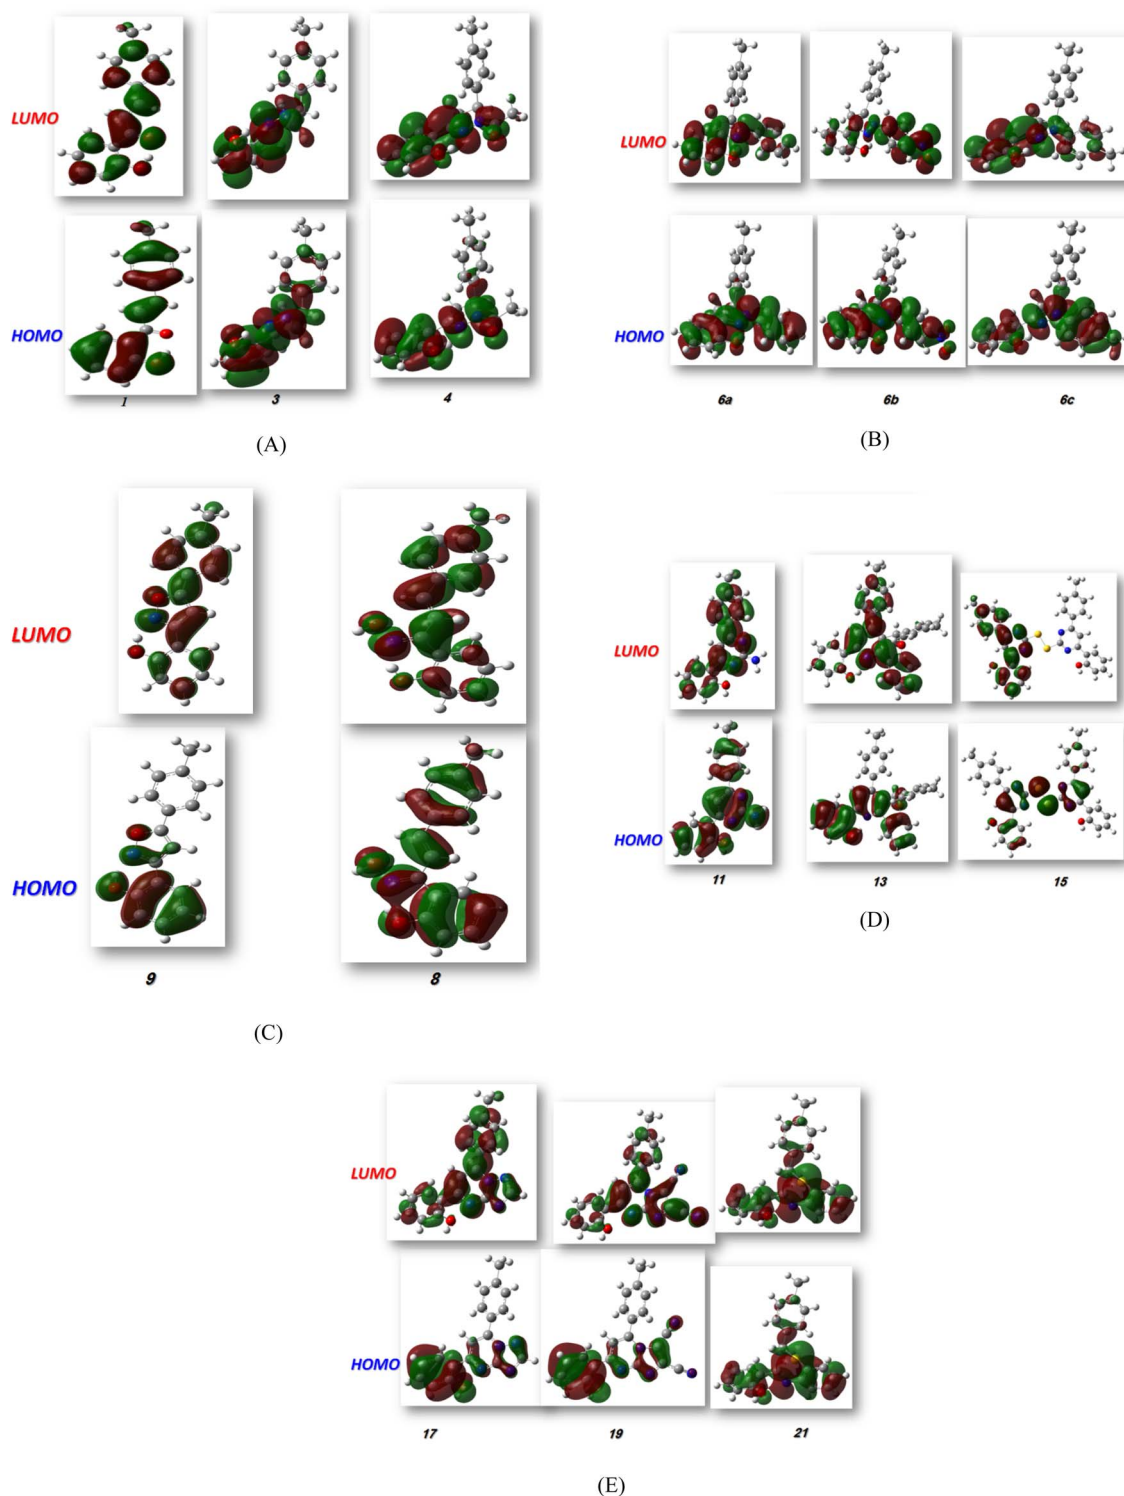 LUMO
HOMO
1 3 4
(A)
LUMO
HOMO
6a 6b 6c
(B)
LUMO
HOMO
9 8
(C)
LUMO
HOMO
11 13 15
(D)
LUMO
HOMO
17 19 21
(E)